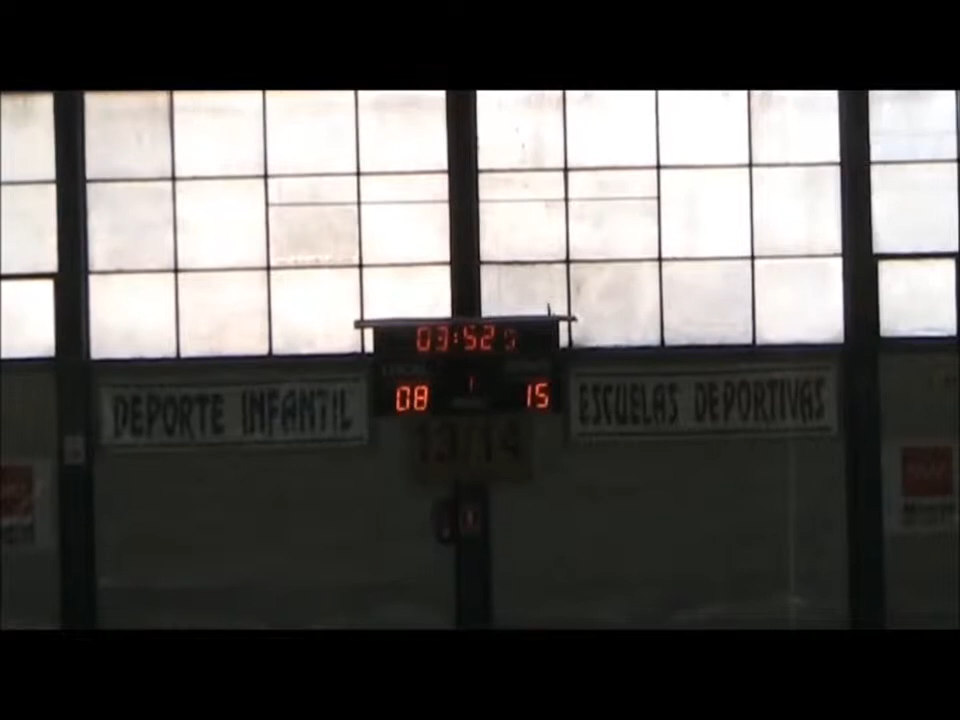 03:52
08 1 15
DEPORTE INFANTIL
ESCUELAS DEPORTIVAS
13/14